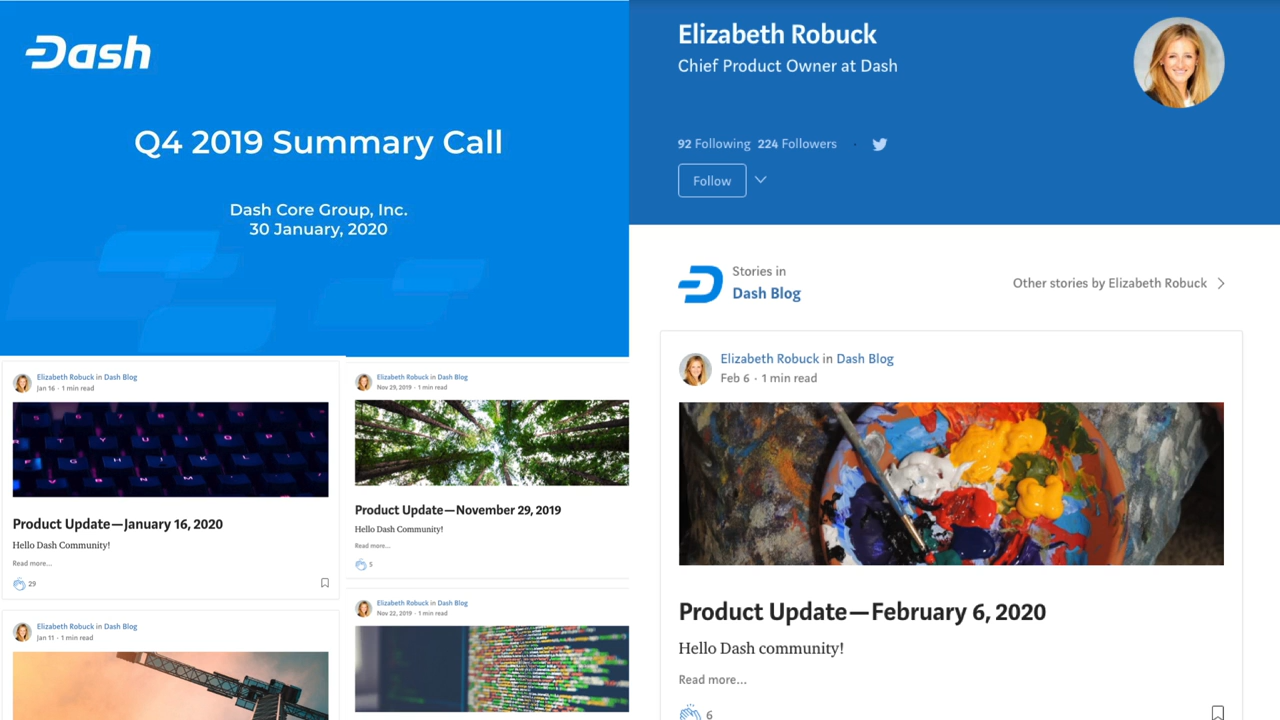 Dash
Q4 2019 Summary Call
Dash Core Group, Inc.
30 January, 2020
Elizabeth Robuck
Chief Product Owner at Dash
92 Following 224 Followers
Follow
Stories in
Dash Blog
Other stories by Elizabeth Robuck
Elizabeth Robuck in Dash Blog
Feb 6 · 1 min read
Product Update—February 6, 2020
Hello Dash community!
Read more...
6
Elizabeth Robuck in Dash Blog
Jan 16 · 1 min read
Product Update—January 16, 2020
Hello Dash Community!
Read more...
29
Elizabeth Robuck in Dash Blog
Jan 11 · 1 min read
Elizabeth Robuck in Dash Blog
Nov 29, 2019 · 1 min read
Product Update—November 29, 2019
Hello Dash Community!
Read more...
5
Elizabeth Robuck in Dash Blog
Nov 22, 2019 · 1 min read